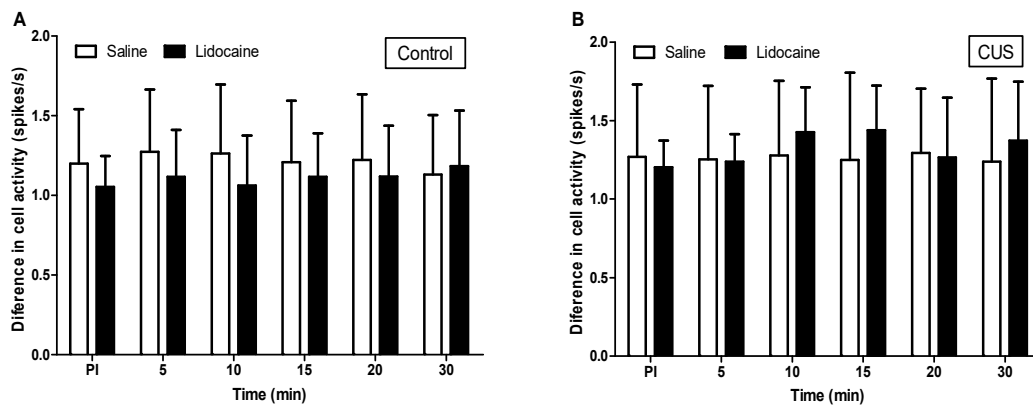 A
Diference in cell activity (spikes/s)
2.0
1.5
1.0
0.5
0.0
Saline
Lidocaine
Control
PI 5 10 15 20 30
Time (min)
B
Diference in cell activity (spikes/s)
2.0
1.5
1.0
0.5
0.0
Saline
Lidocaine
CUS
PI 5 10 15 20 30
Time (min)